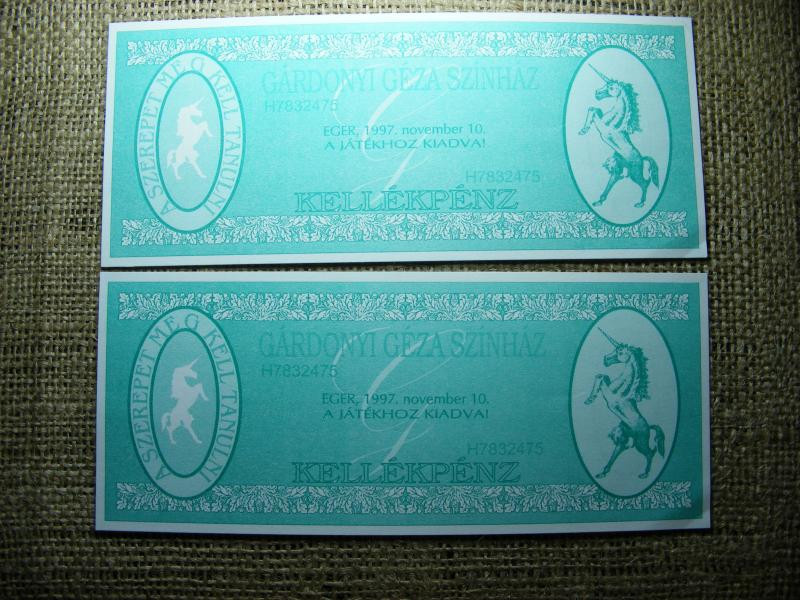 A SZEREPET MEG KELL TANULNI
GÁRDONYI GÉZA SZÍNHÁZ
H7832475
G
EGER, 1997. november 10.
A JÁTÉKHOZ KIADVA!
H7832475
KELLÉKPÉNZ
A SZEREPET MEG KELL TANULNI
GÁRDONYI GÉZA SZÍNHÁZ
H7832475
G
EGER, 1997. november 10.
A JÁTÉKHOZ KIADVA!
H7832475
KELLÉKPÉNZ